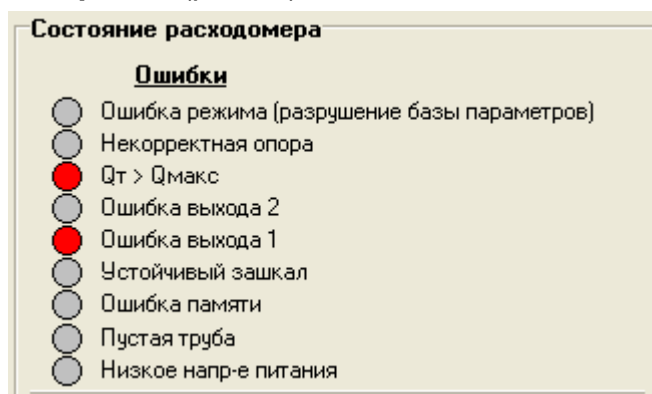 Состояние расходомера
Ошибки
Ошибка режима (разрушение базы параметров)
Некорректная опора
Qт > Qмакс
Ошибка выхода 2
Ошибка выхода 1
Устойчивый зашкал
Ошибка памяти
Пустая труба
Низкое напр-е питания